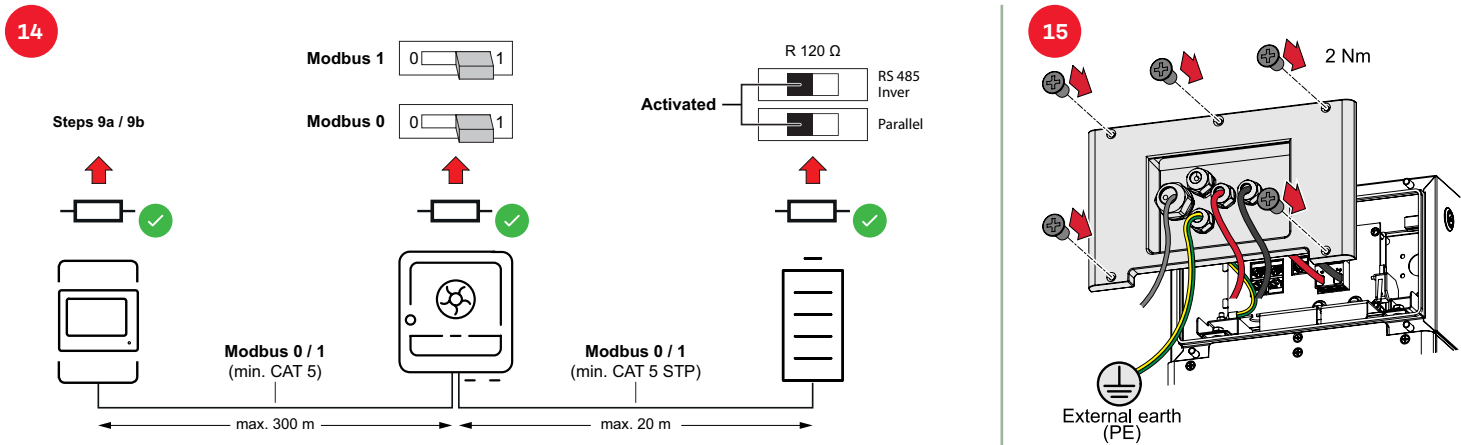 14
Modbus 1
0 1
Modbus 0
0 1
Steps 9a / 9b
R 120 Ω
RS 485
Inver
Activated
Parallel
Modbus 0 / 1
(min. CAT 5)
Modbus 0 / 1
(min. CAT 5 STP)
max. 300 m
max. 20 m
15
2 Nm
External earth
(PE)